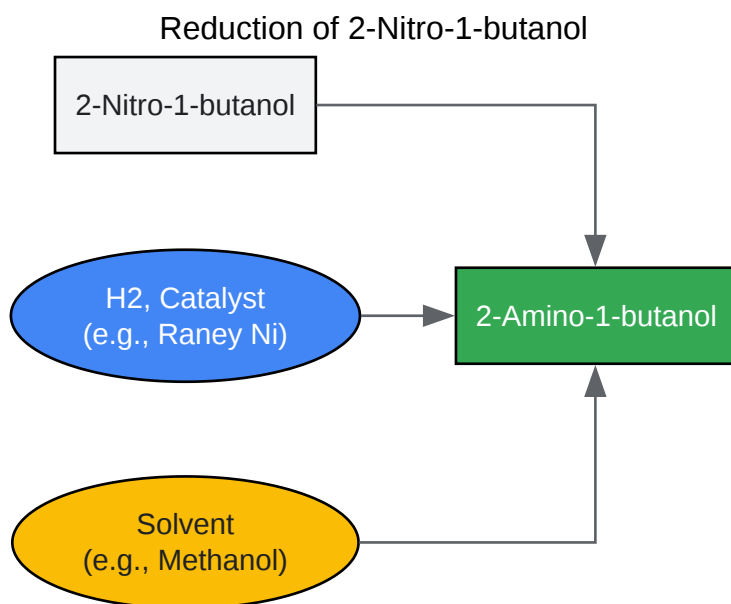 Reduction of 2-Nitro-1-butanol
2-Nitro-1-butanol
H2, Catalyst
(e.g., Raney Ni)
2-Amino-1-butanol
Solvent
(e.g., Methanol)